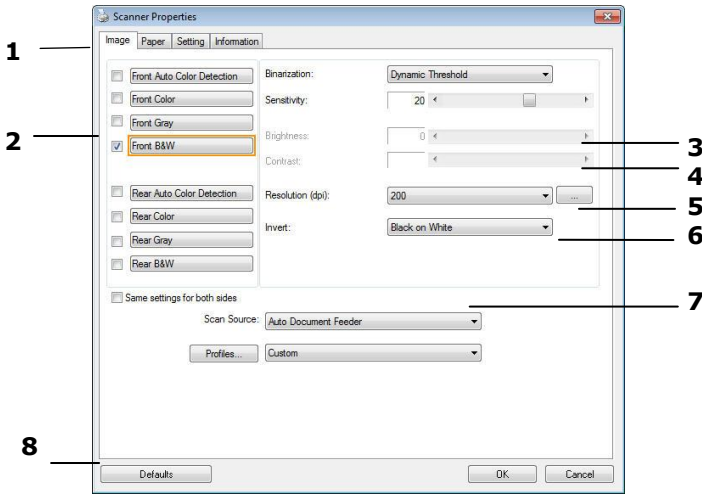 Scanner Properties
Image Paper Setting Information
1
Front Auto Color Detection Binarization: Dynamic Threshold
Front Color Sensitivity: 20
Front Gray
2
Front B&W Brightness: 0
3
Contrast:
4
Rear Auto Color Detection Resolution (dpi): 200 ...
5
Rear Color
Invert: Black on White
6
Rear Gray
Rear B&W
Same settings for both sides
7
Scan Source: Auto Document Feeder
Profiles... Custom
8
Defaults OK Cancel